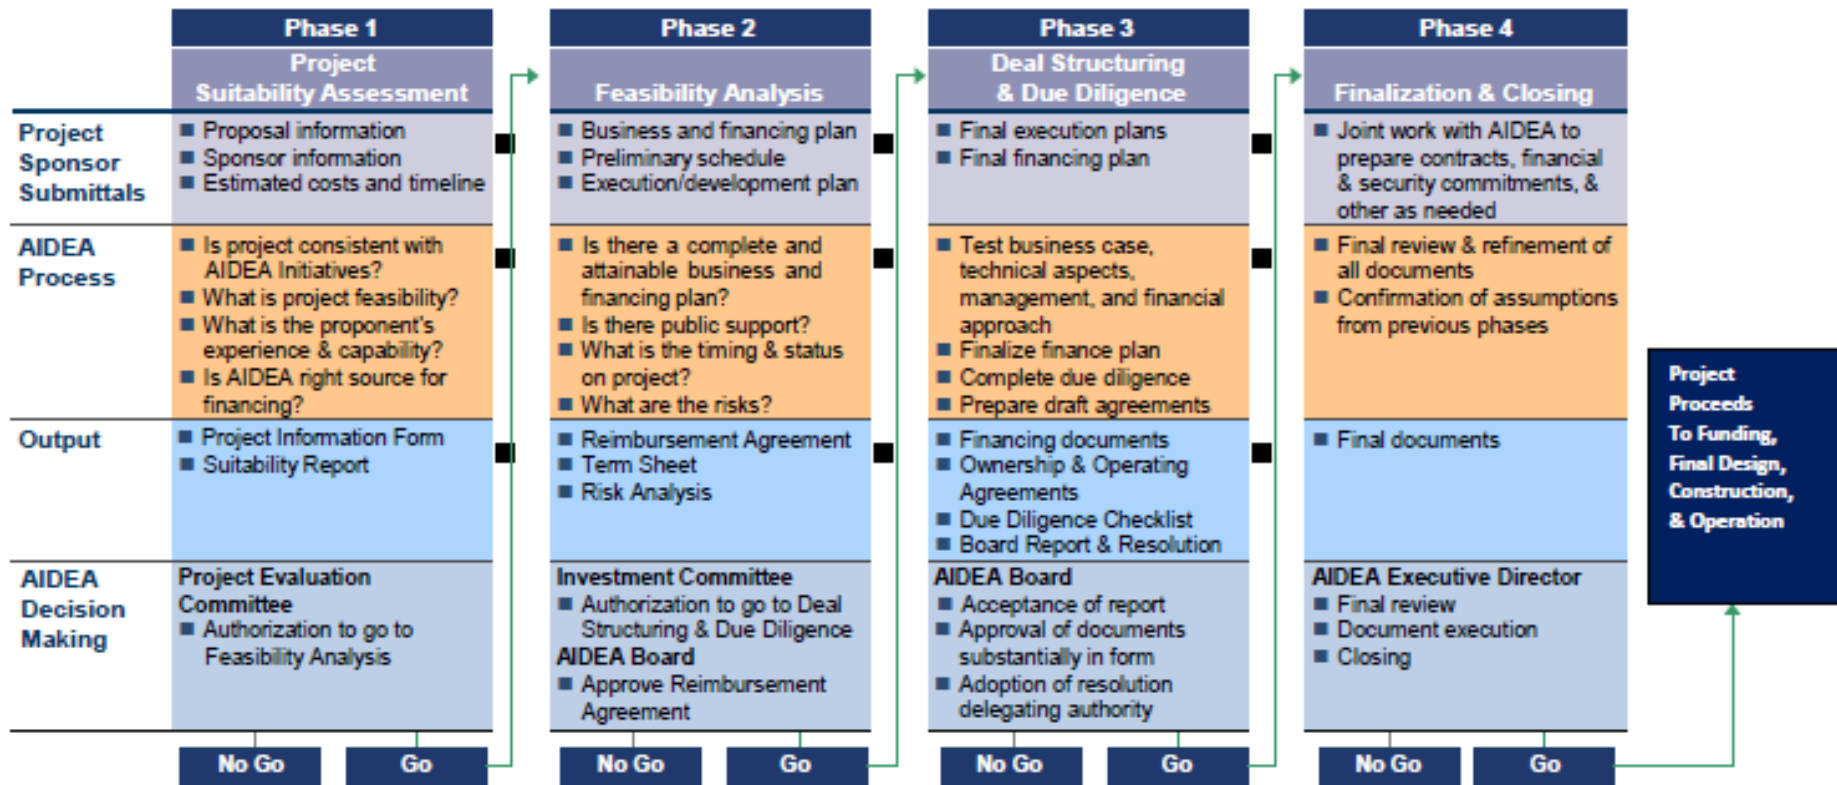 Phase 1
Phase 2
Phase 3
Phase 4
Project
Suitability Assessment
Feasibility Analysis
Deal Structuring
& Due Diligence
Finalization & Closing
Project
Sponsor
Submittals
Proposal information
Sponsor information
Estimated costs and timeline
Business and financing plan
Preliminary schedule
Execution/development plan
Final execution plans
Final financing plan
Joint work with AIDEA to
prepare contracts, financial
& security commitments, &
other as needed
AIDEA
Process
Is project consistent with
AIDEA Initiatives?
What is project feasibility?
What is the proponent's
experience & capability?
Is AIDEA right source for
financing?
Is there a complete and
attainable business and
financing plan?
Is there public support?
What is the timing & status
on project?
What are the risks?
Test business case,
technical aspects,
management, and financial
approach
Finalize finance plan
Complete due diligence
Prepare draft agreements
Final review & refinement of
all documents
Confirmation of assumptions
from previous phases
Output
Project Information Form
Suitability Report
Reimbursement Agreement
Term Sheet
Risk Analysis
Financing documents
Ownership & Operating
Agreements
Due Diligence Checklist
Board Report & Resolution
Final documents
AIDEA
Decision
Making
Project Evaluation
Committee
Authorization to go to
Feasibility Analysis
Investment Committee
Authorization to go to Deal
Structuring & Due Diligence
AIDEA Board
Approve Reimbursement
Agreement
AIDEA Board
Acceptance of report
Approval of documents
substantially in form
Adoption of resolution
delegating authority
AIDEA Executive Director
Final review
Document execution
Closing
No Go
Go
No Go
Go
No Go
Go
No Go
Go
Project
Proceeds
To Funding,
Final Design,
Construction,
& Operation